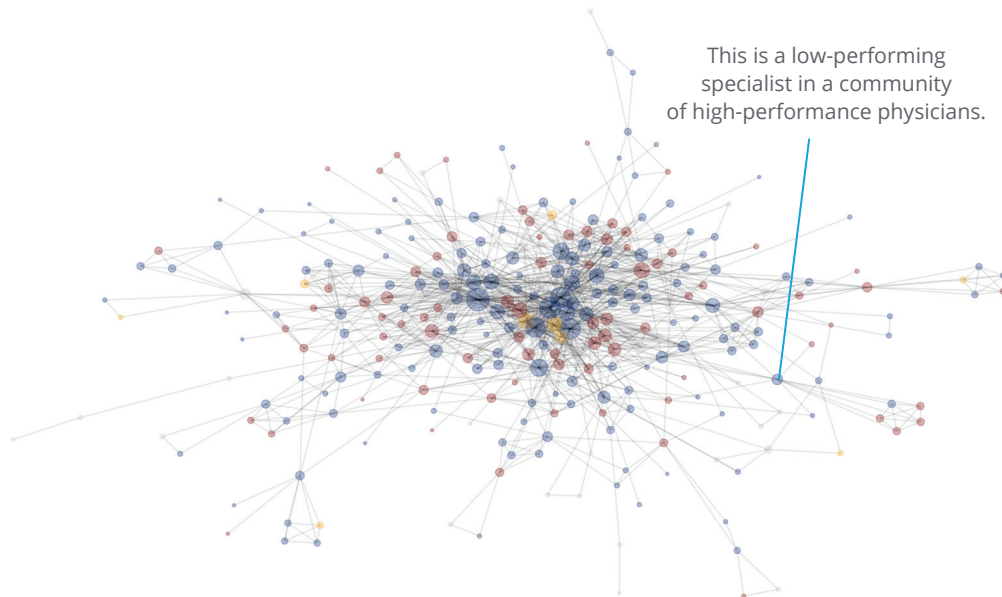 This is a low-performing
specialist in a community
of high-performance physicians.